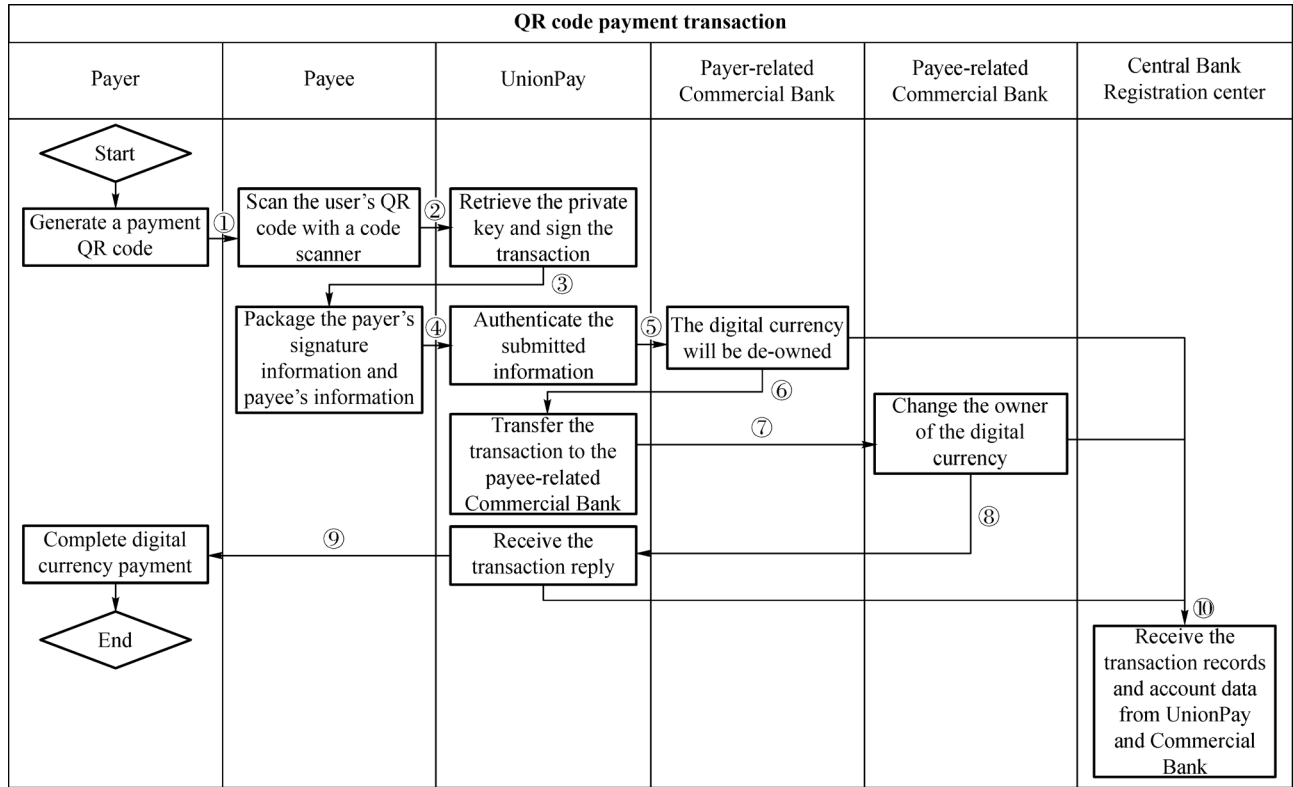 QR code payment transaction
Payer
Payee
UnionPay
Payer-related
Commercial Bank
Payee-related
Commercial Bank
Central Bank
Registration center
Start
Generate a payment
QR code
①
Scan the user’s QR
code with a code
scanner
②
Retrieve the private
key and sign the
transaction
③
Package the payer’s
signature
information and
payee’s information
④
Authenticate the
submitted
information
⑤
The digital currency
will be de-owned
⑥
Transfer the
transaction to the
payee-related
Commercial Bank
⑦
Change the owner
of the digital
currency
⑧
Receive the
transaction reply
⑨
Complete digital
currency payment
End
⑩
Receive the
transaction records
and account data
from UnionPay
and Commercial
Bank